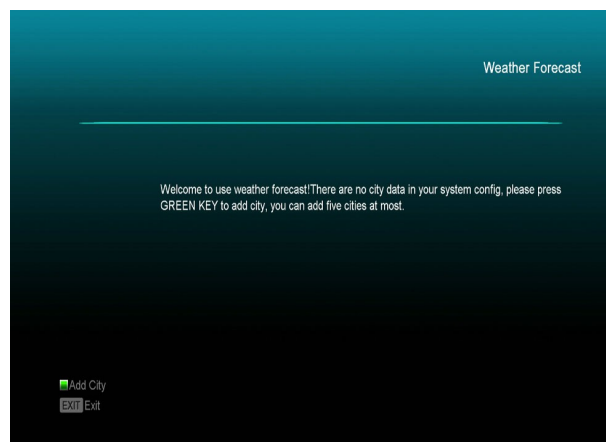 Weather Forecast
Welcome to use weather forecast!There are no city data in your system config, please press
GREEN KEY to add city, you can add five cities at most.
Add City
EXIT Exit